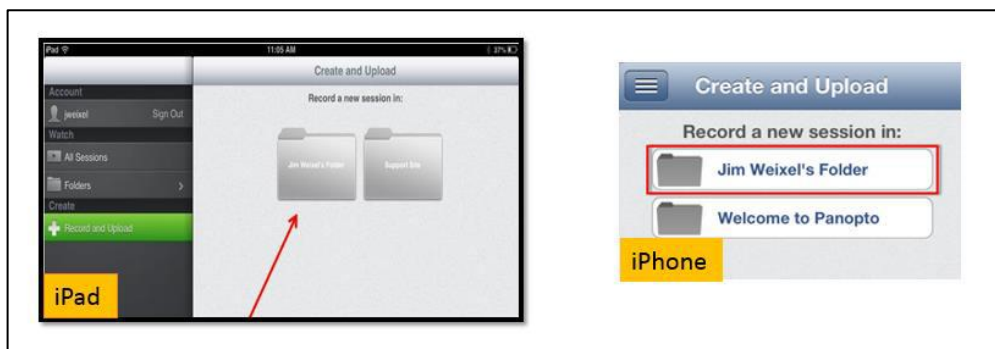 iPad
11:05 AM
37%
Create and Upload
Record a new session in:
Account
jweixel Sign Out
Watch
All Sessions
Folders
Create
Record and Upload
Jim Weixel's Folder
Support Site
iPad
Create and Upload
Record a new session in:
Jim Weixel's Folder
Welcome to Panopto
iPhone